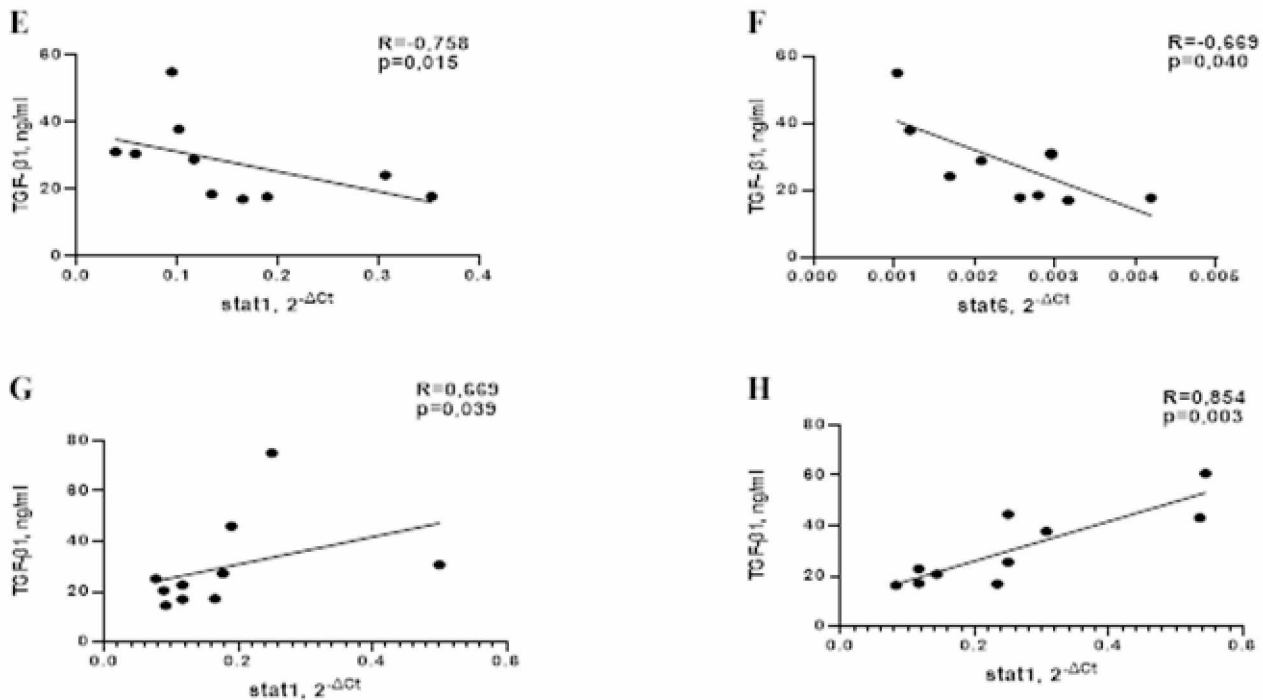 E
R=-0,758
p=0,015
TGF-β1, ng/ml
60
40
20
0
0.0 0.1 0.2 0.3 0.4
stat1, 2-ΔCt
F
R=-0,669
p=0,040
TGF-β1, ng/ml
60
40
20
0
0.000 0.001 0.002 0.003 0.004 0.005
stat6, 2-ΔCt
G
R=0,669
p=0,039
TGF-β1, ng/ml
80
60
40
20
0
0.0 0.2 0.4 0.6
stat1, 2-ΔCt
H
R=0,854
p=0,003
TGF-β1, ng/ml
80
60
40
20
0
0.0 0.2 0.4 0.6
stat1, 2-ΔCt